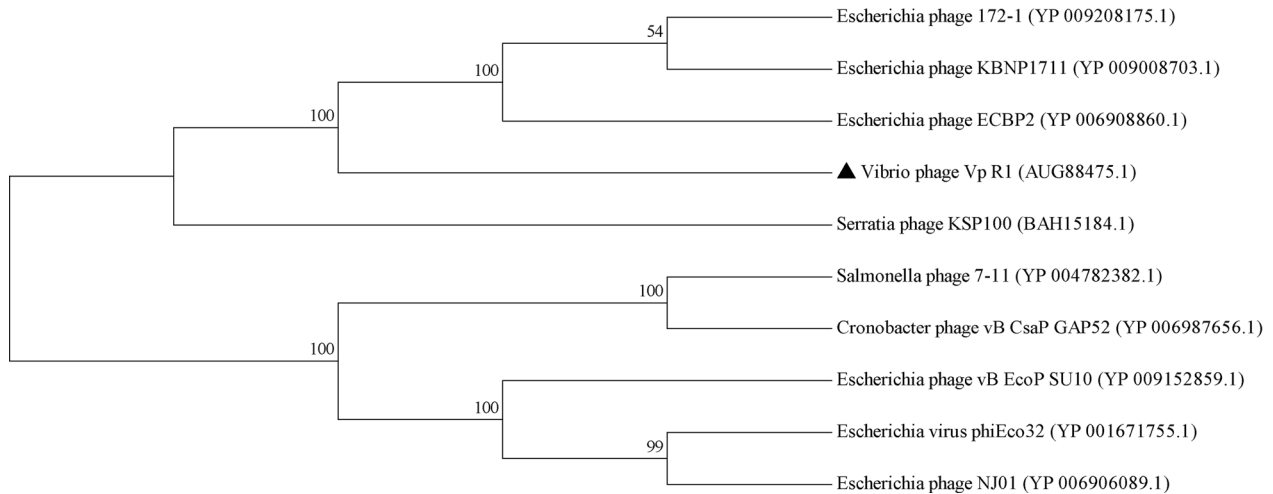 Escherichia phage 172-1 (YP 009208175.1)
54
Escherichia phage KBNP1711 (YP 009008703.1)
100
Escherichia phage ECBP2 (YP 006908860.1)
100
▲ Vibrio phage Vp R1 (AUG88475.1)
Serratia phage KSP100 (BAH15184.1)
Salmonella phage 7-11 (YP 004782382.1)
100
Cronobacter phage vB CsaP GAP52 (YP 006987656.1)
100
Escherichia phage vB EcoP SU10 (YP 009152859.1)
100
Escherichia virus phiEco32 (YP 001671755.1)
99
Escherichia phage NJ01 (YP 006906089.1)